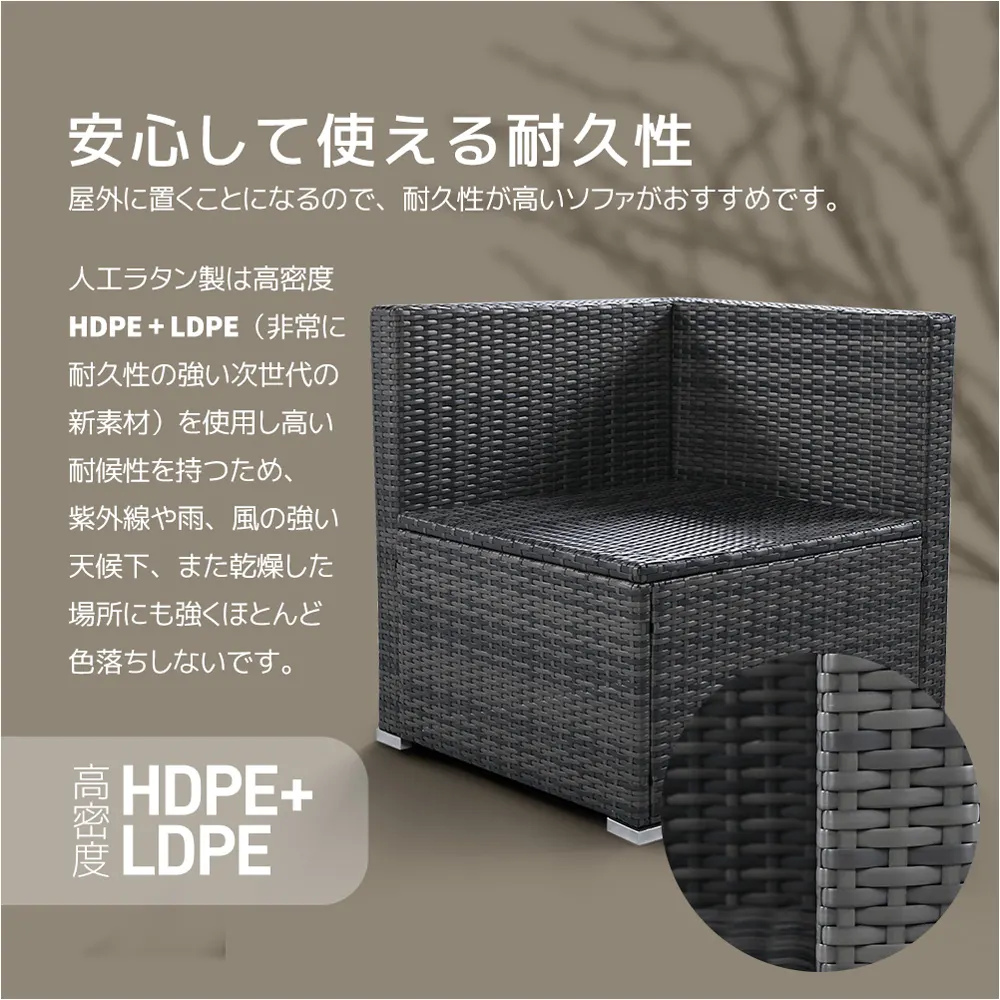 安心して使える耐久性
屋外に置くことになるので、耐久性が高いソファがおすすめです。
人工ラタン製は高密度
HDPE + LDPE（非常に
耐久性の強い次世代の
新素材）を使用し高い
耐候性を持つため、
紫外線や雨、風の強い
天候下、また乾燥した
場所にも強くほとんど
色落ちしないです。
高密度
HDPE+
LDPE